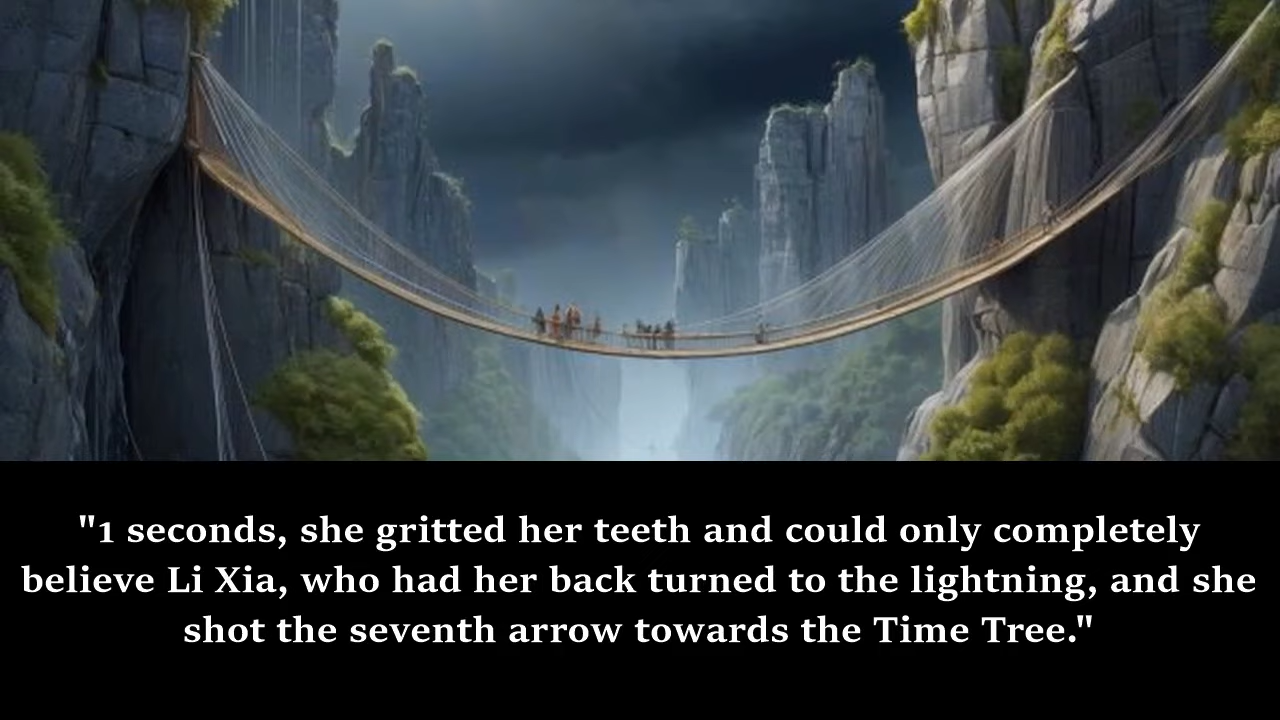 "1 seconds, she gritted her teeth and could only completely
believe Li Xia, who had her back turned to the lightning, and she
shot the seventh arrow towards the Time Tree."